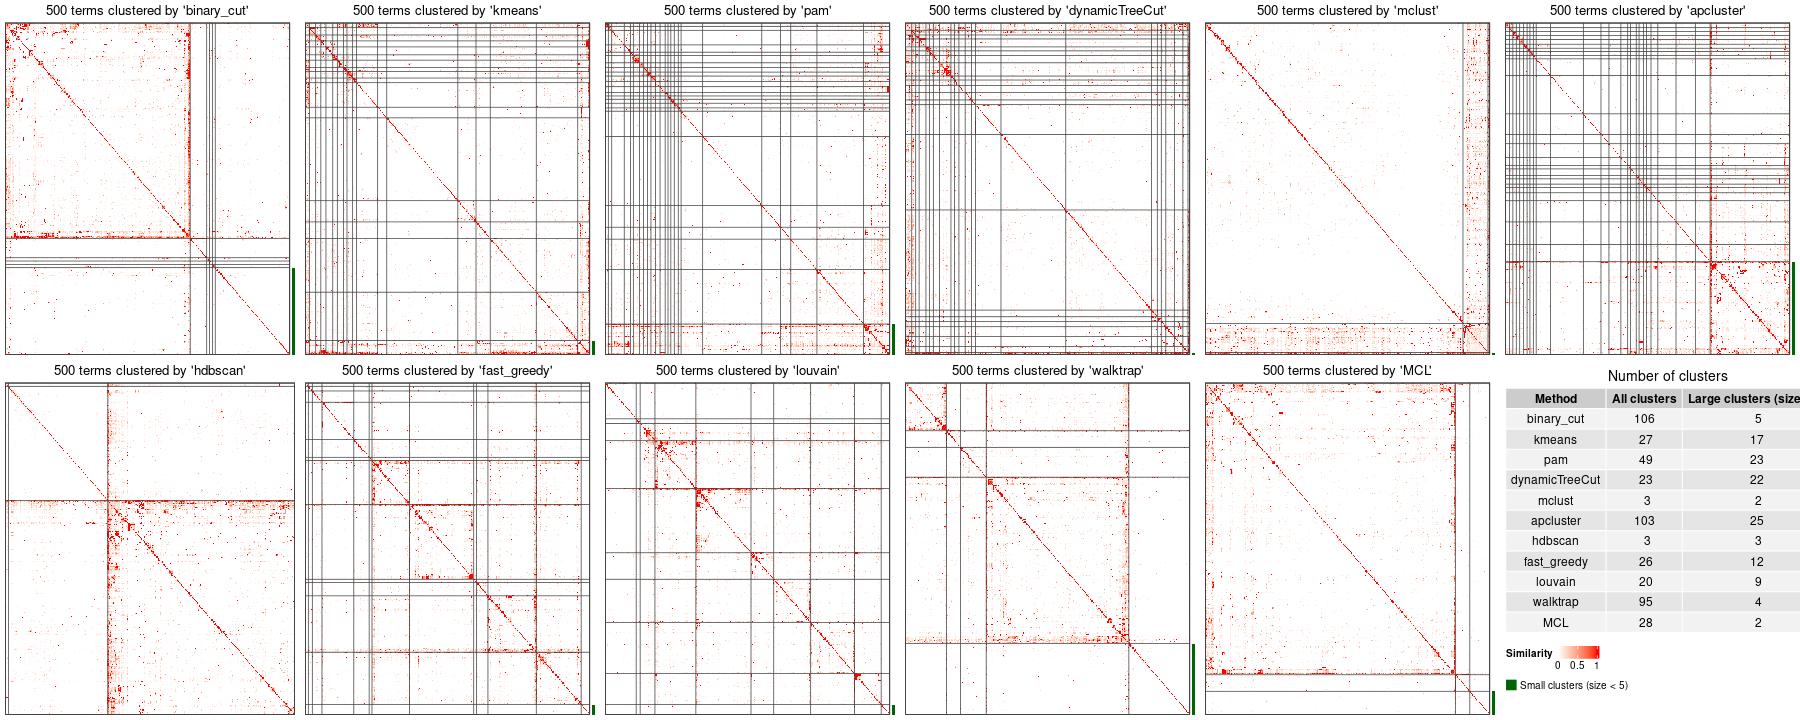 500 terms clustered by 'binary_cut'
500 terms clustered by 'kmeans'
500 terms clustered by 'pam'
500 terms clustered by 'dynamicTreeCut'
500 terms clustered by 'mclust'
500 terms clustered by 'apcluster'
500 terms clustered by 'hdbscan'
500 terms clustered by 'fast_greedy'
500 terms clustered by 'louvain'
500 terms clustered by 'walktrap'
500 terms clustered by 'MCL'
Number of clusters
Method All clusters Large clusters (size
binary_cut 106 5
kmeans 27 17
pam 49 23
dynamicTreeCut 23 22
mclust 3 2
apcluster 103 25
hdbscan 3 3
fast_greedy 26 12
louvain 20 9
walktrap 95 4
MCL 28 2
Similarity
0 0.5 1
Small clusters (size < 5)